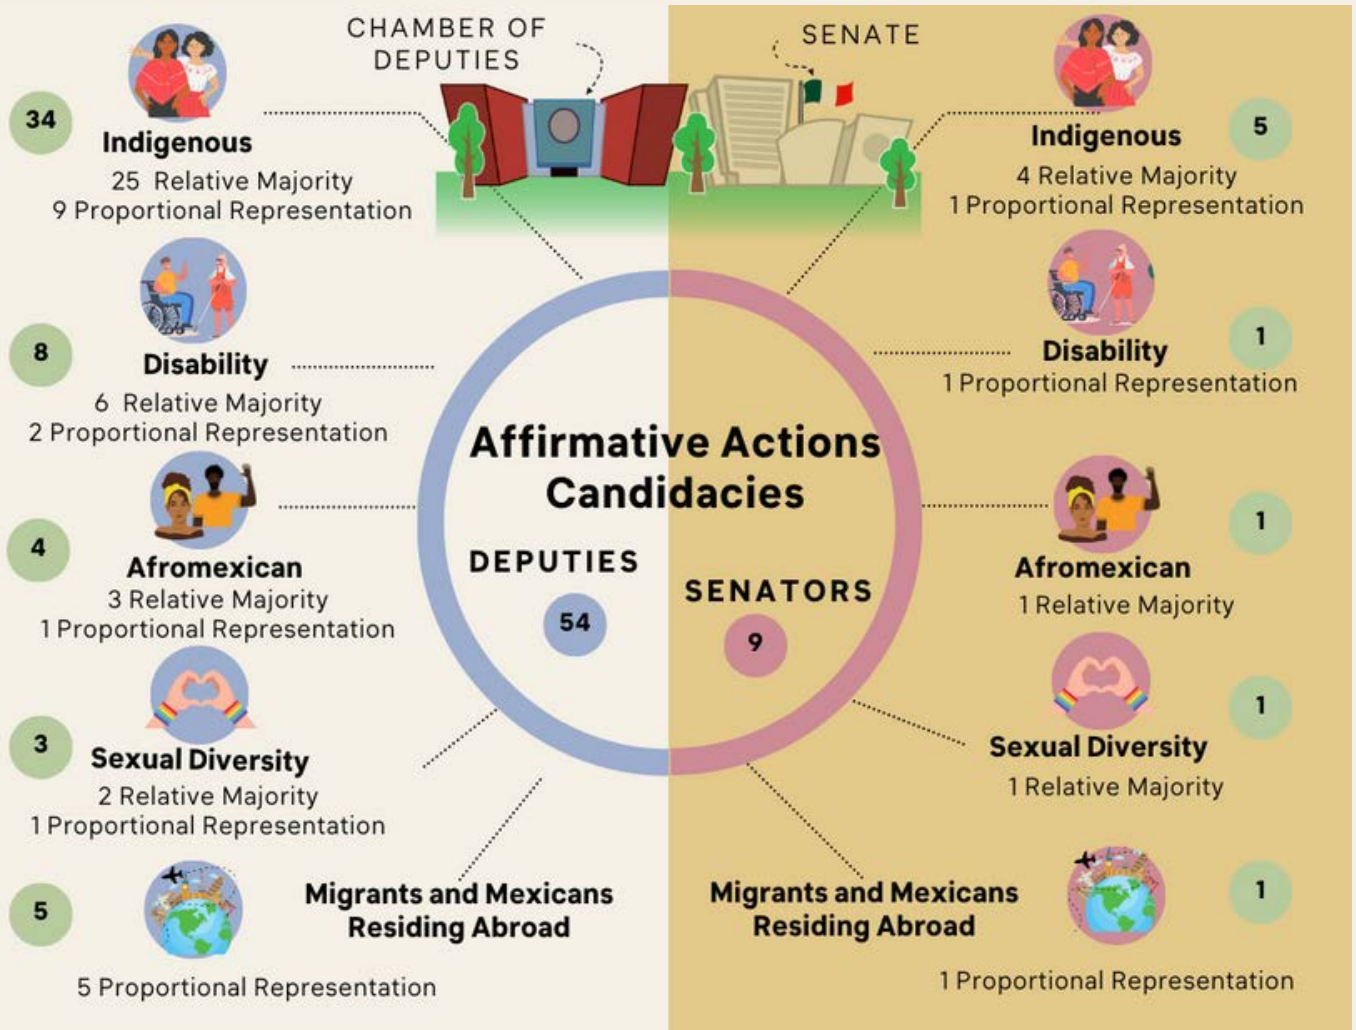 CHAMBER OF
DEPUTIES
34
Indigenous
25 Relative Majority
9 Proportional Representation
8
Disability
6 Relative Majority
2 Proportional Representation
4
Afromexican
3 Relative Majority
1 Proportional Representation
3
Sexual Diversity
2 Relative Majority
1 Proportional Representation
5
Migrants and Mexicans
Residing Abroad
5 Proportional Representation
Affirmative Actions
Candidacies
DEPUTIES
54
SENATORS
9
SENATE
5
Indigenous
4 Relative Majority
1 Proportional Representation
1
Disability
1 Proportional Representation
1
Afromexican
1 Relative Majority
1
Sexual Diversity
1 Relative Majority
1
Migrants and Mexicans
Residing Abroad
1 Proportional Representation